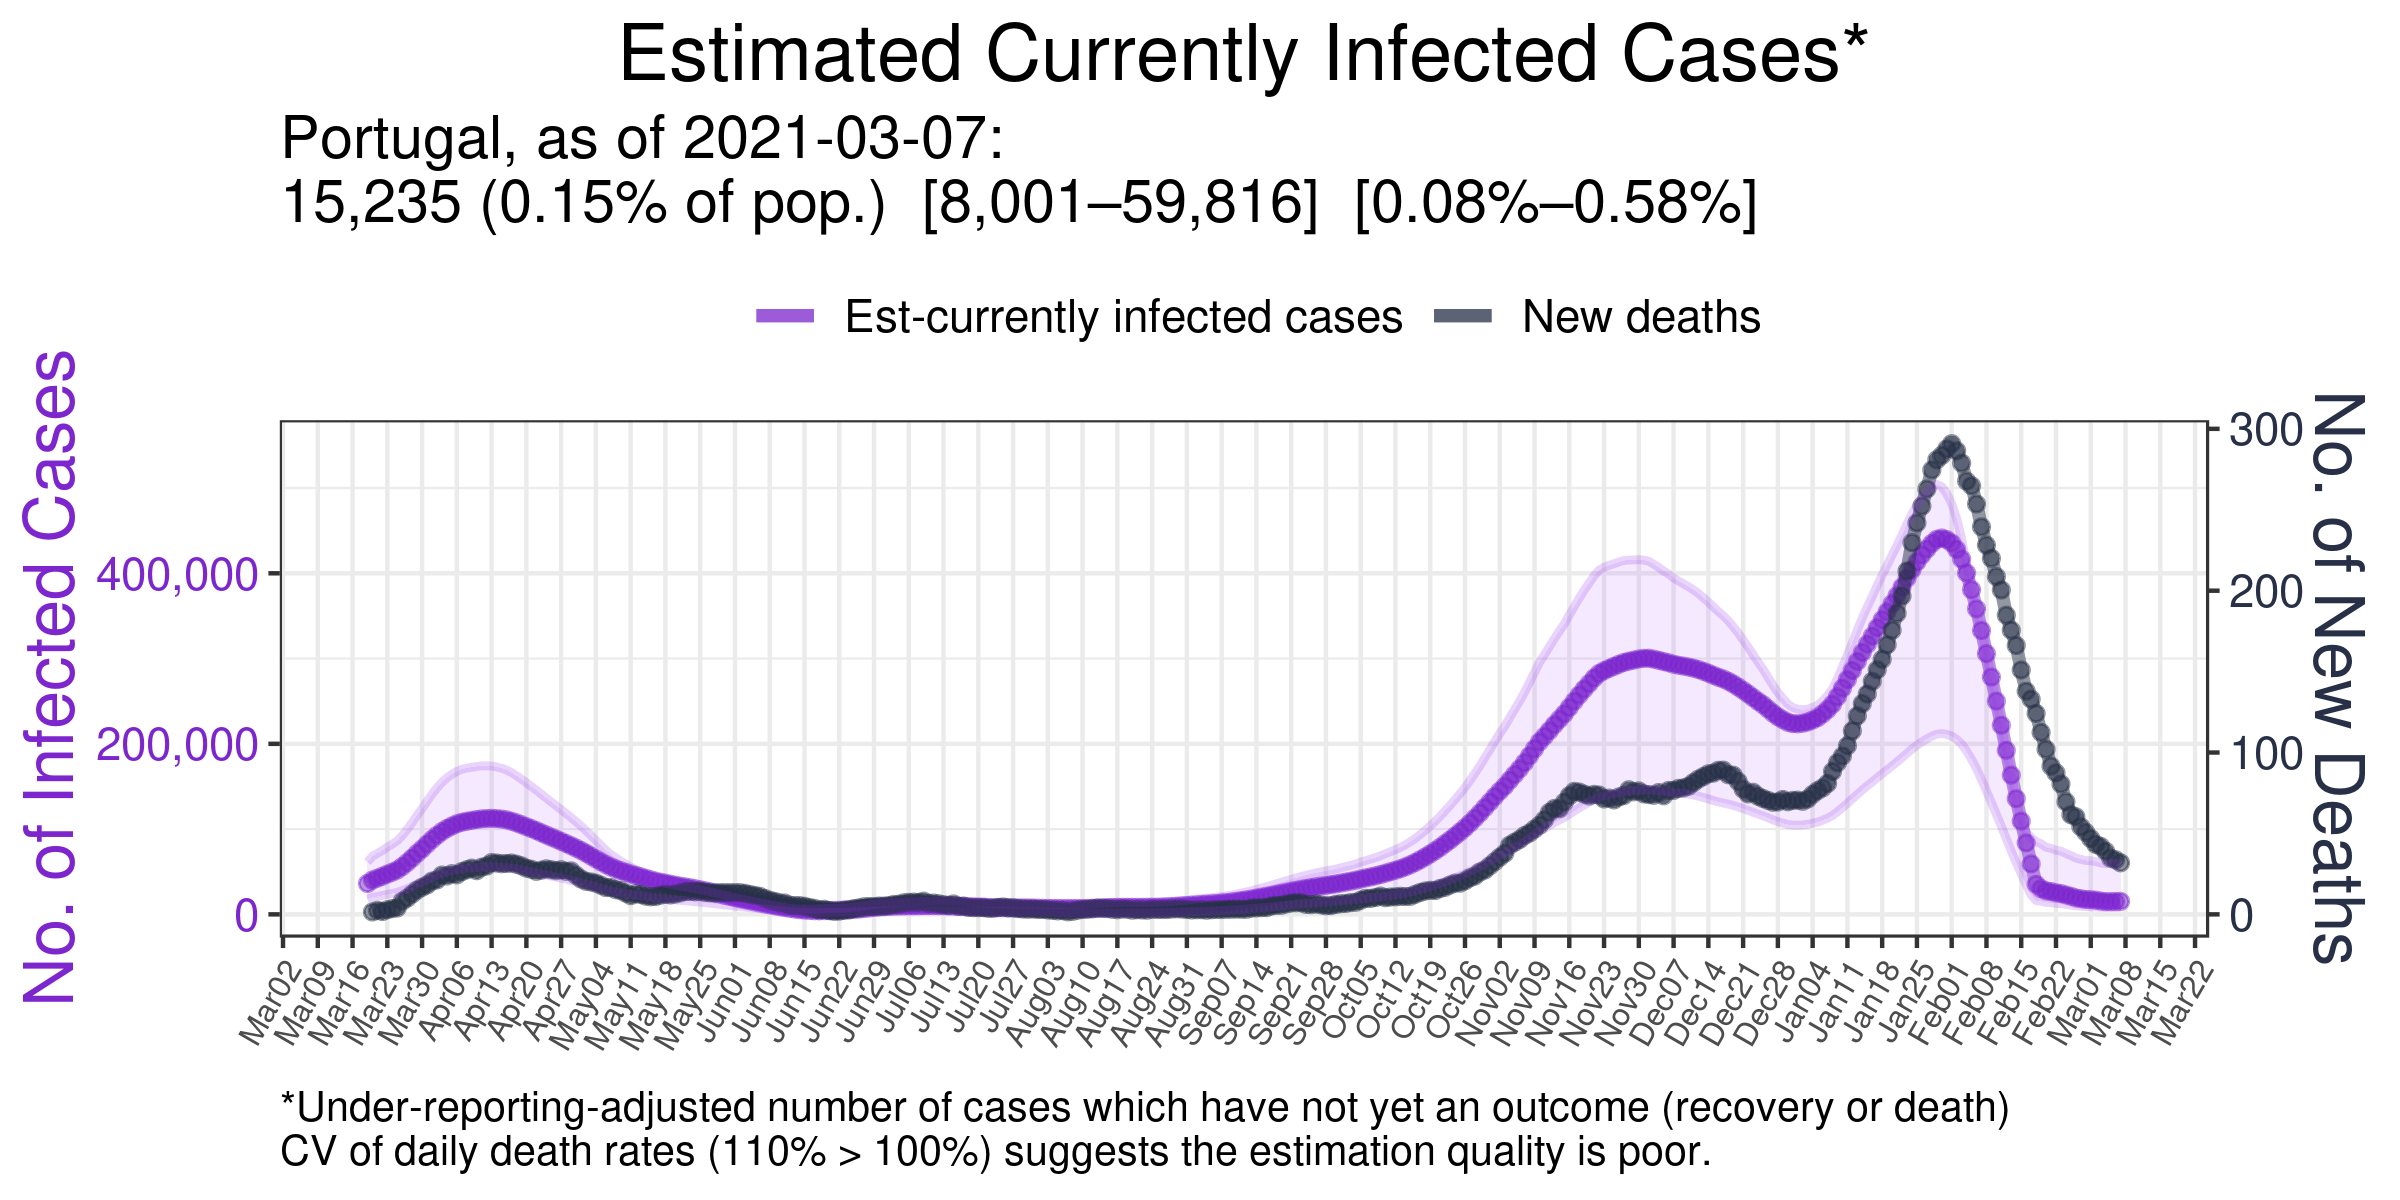 Estimated Currently Infected Cases*
Portugal, as of 2021-03-07:
15,235 (0.15% of pop.) [8,001–59,816] [0.08%–0.58%]
Est-currently infected cases
New deaths
No. of Infected Cases
400,000
200,000
0
No. of New Deaths
300
200
100
0
Mar02
Mar09
Mar16
Mar23
Mar30
Apr06
Apr13
Apr20
Apr27
May04
May11
May18
May25
Jun01
Jun08
Jun15
Jun22
Jun29
Jul06
Jul13
Jul20
Jul27
Aug03
Aug10
Aug17
Aug24
Aug31
Sep07
Sep14
Sep21
Sep28
Oct05
Oct12
Oct19
Oct26
Nov02
Nov09
Nov16
Nov23
Nov30
Dec07
Dec14
Dec21
Dec28
Jan04
Jan11
Jan18
Jan25
Feb01
Feb08
Feb15
Feb22
Mar01
Mar08
Mar15
Mar22
*Under-reporting-adjusted number of cases which have not yet an outcome (recovery or death)
CV of daily death rates (110% > 100%) suggests the estimation quality is poor.